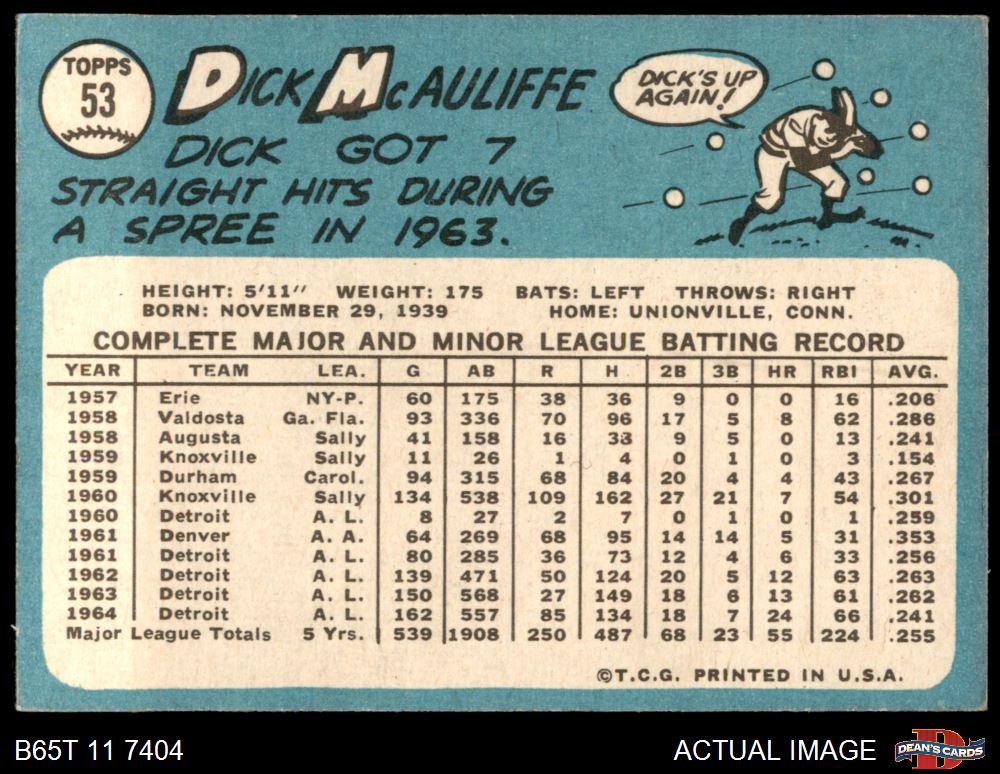 TOPPS
53
DICK McAULIFFE
DICK'S UP
AGAIN!
DICK GOT 7
STRAIGHT HITS DURING
A SPREE IN 1963.
HEIGHT: 5'11" WEIGHT: 175 BATS: LEFT THROWS: RIGHT
BORN: NOVEMBER 29, 1939 HOME: UNIONVILLE, CONN.
COMPLETE MAJOR AND MINOR LEAGUE BATTING RECORD
YEAR TEAM LEA. G AB R H 2B 3B HR RBI AVG.
1957 Erie NY-P. 60 175 38 36 9 0 0 16 .206
1958 Valdosta Ga. Fla. 93 336 70 96 17 5 8 62 .286
1958 Augusta Sally 41 158 16 38 9 5 0 13 .241
1959 Knoxville Sally 11 26 1 4 0 1 0 3 .154
1959 Durham Carol. 94 315 68 84 20 4 4 43 .267
1960 Knoxville Sally 134 538 109 162 27 21 7 54 .301
1960 Detroit A. L. 8 27 2 7 0 1 0 1 .259
1961 Denver A. A. 64 269 68 95 14 14 5 31 .353
1961 Detroit A. L. 80 285 36 73 12 4 6 33 .256
1962 Detroit A. L. 139 471 50 124 20 5 12 63 .263
1963 Detroit A. L. 150 568 27 149 18 6 13 61 .262
1964 Detroit A. L. 162 557 85 134 18 7 24 66 .241
Major League Totals 5 Yrs. 539 1908 250 487 68 23 55 224 .255
©T.C.G. PRINTED IN U.S.A.
B65T 11 7404 ACTUAL IMAGE DEAN'S CARDS